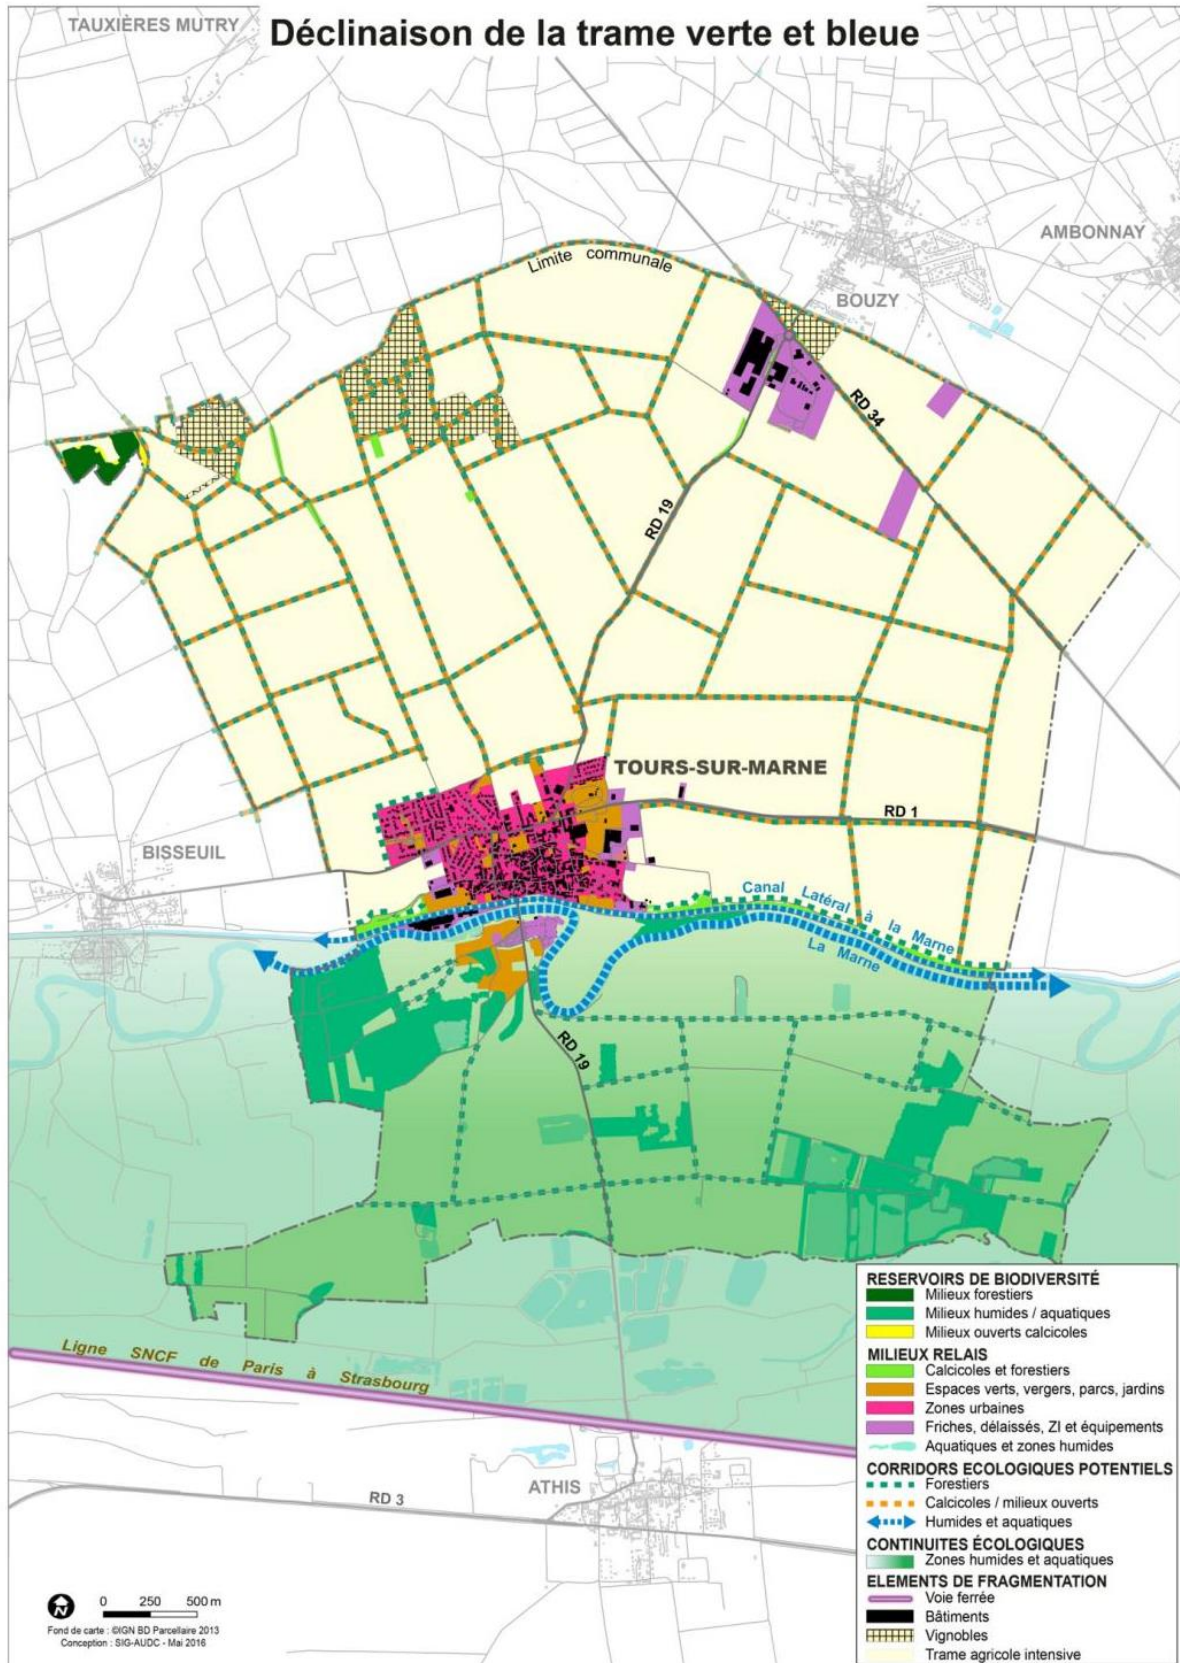 TAUXIÈRES MUTRY
Déclinaison de la trame verte et bleue
AMBONNAY
Limite communale
BOUZY
RD 34
RD 19
TOURS-SUR-MARNE
RD 1
BISSEUIL
Canal Latéral à la Marne
La Marne
RD 19
Ligne SNCF de Paris à Strasbourg
ATHIS
RD 3
RESERVOIRS DE BIODIVERSITÉ
Milieux forestiers
Milieux humides / aquatiques
Milieux ouverts calcicoles
MILIEUX RELAIS
Calcicoles et forestiers
Espaces verts, vergers, parcs, jardins
Zones urbaines
Friches, délaissés, ZI et équipements
Aquatiques et zones humides
CORRIDORS ECOLOGIQUES POTENTIELS
Forestiers
Calcicoles / milieux ouverts
Humides et aquatiques
CONTINUITES ÉCOLOGIQUES
Zones humides et aquatiques
ELEMENTS DE FRAGMENTATION
Voie ferrée
Bâtiments
Vignobles
Trame agricole intensive
N
0 250 500 m
Fond de carte : ©IGN BD Parcellaire 2013
Conception : SIG-AUDC - Mai 2016